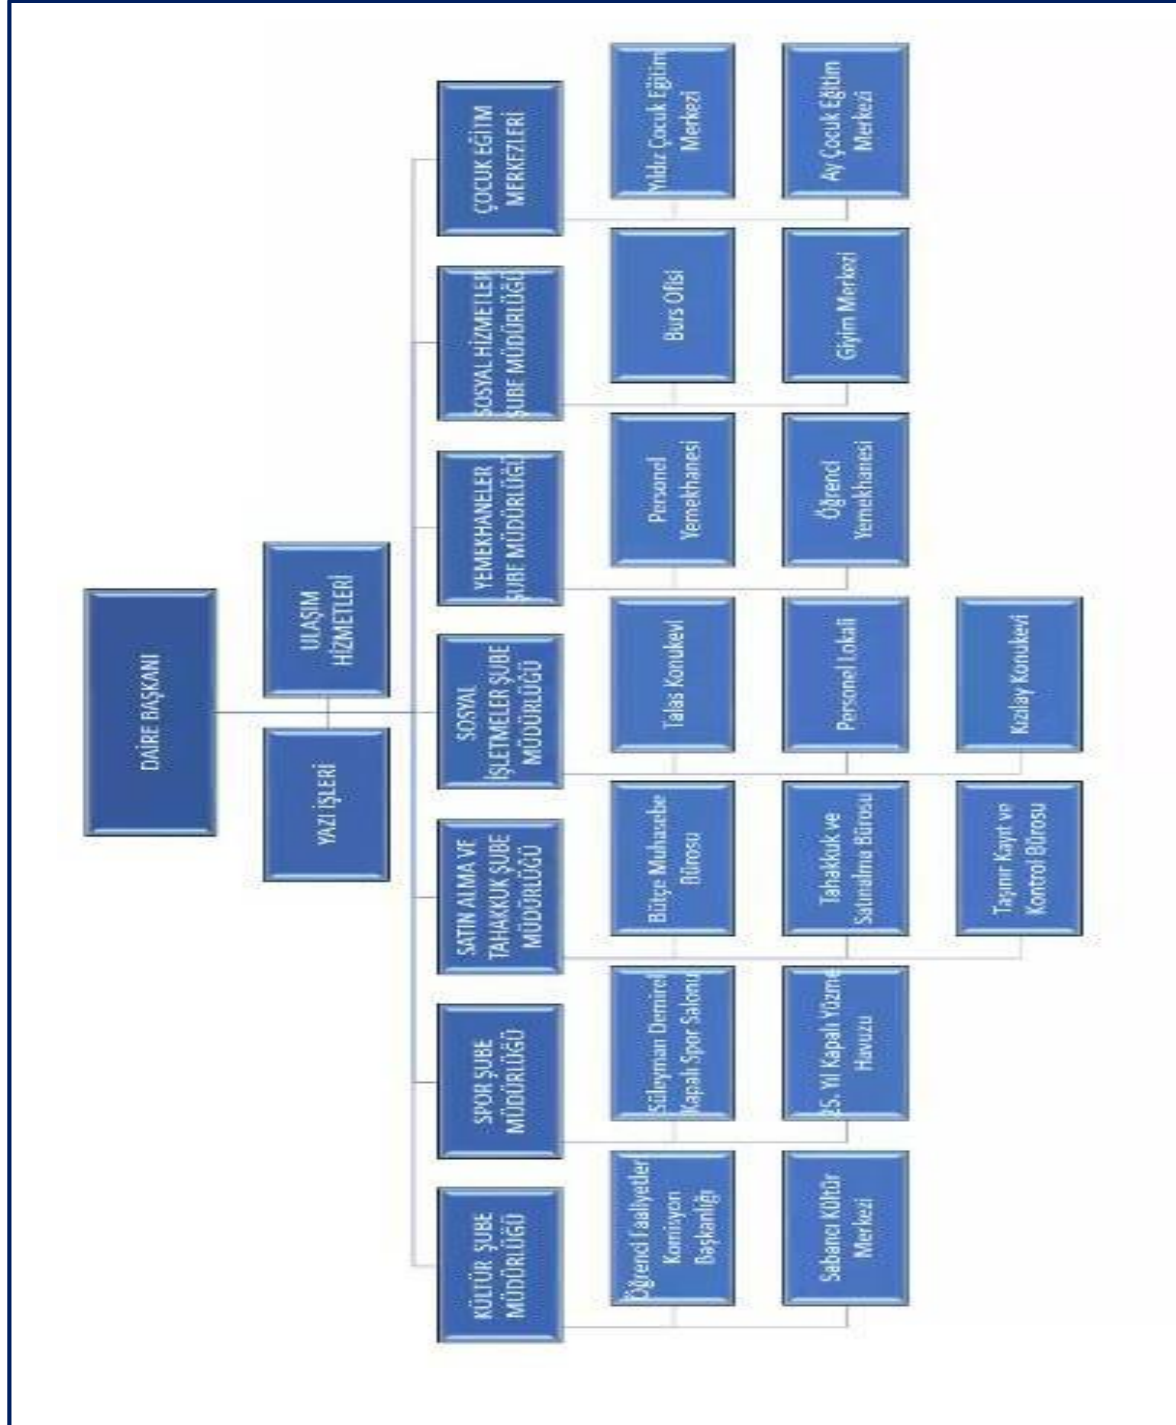 DAİRE BAŞKANI
YAZI İŞLERİ
ULAŞIM
HİZMETLERİ
KÜLTÜR ŞUBE
MÜDÜRLÜĞÜ
SPOR ŞUBE
MÜDÜRLÜĞÜ
SATIN ALMA VE
TAHAKKUK ŞUBE
MÜDÜRLÜĞÜ
SOSYAL
İŞLETMELER ŞUBE
MÜDÜRLÜĞÜ
YEMEKHANELER
ŞUBE MÜDÜRLÜĞÜ
SOSYAL HİZMETLER
ŞUBE MÜDÜRLÜĞÜ
ÇOCUK EĞİTM
MERKEZLERİ
Öğrenci Faaliyetler
Komisyon
Başkanlığı
Süleyman Demirel
Kapalı Spor Salonu
Bütçe Muhasebe
Bürosu
Talas Konukevi
Personel
Yemekhanesi
Burs Ofisi
Yıldız Çocuk Eğitim
Merkezi
Sabancı Kültür
Merkezi
25. Yıl Kapalı Yüzme
Havuzu
Tahakkuk ve
Satınalma Bürosu
Personel Lokali
Öğrenci
Yemekhanesi
Giyim Merkezi
Ay Çocuk Eğitim
Merkezi
Taşınır Kayıt ve
Kontrol Bürosu
Kızılay Konukevi